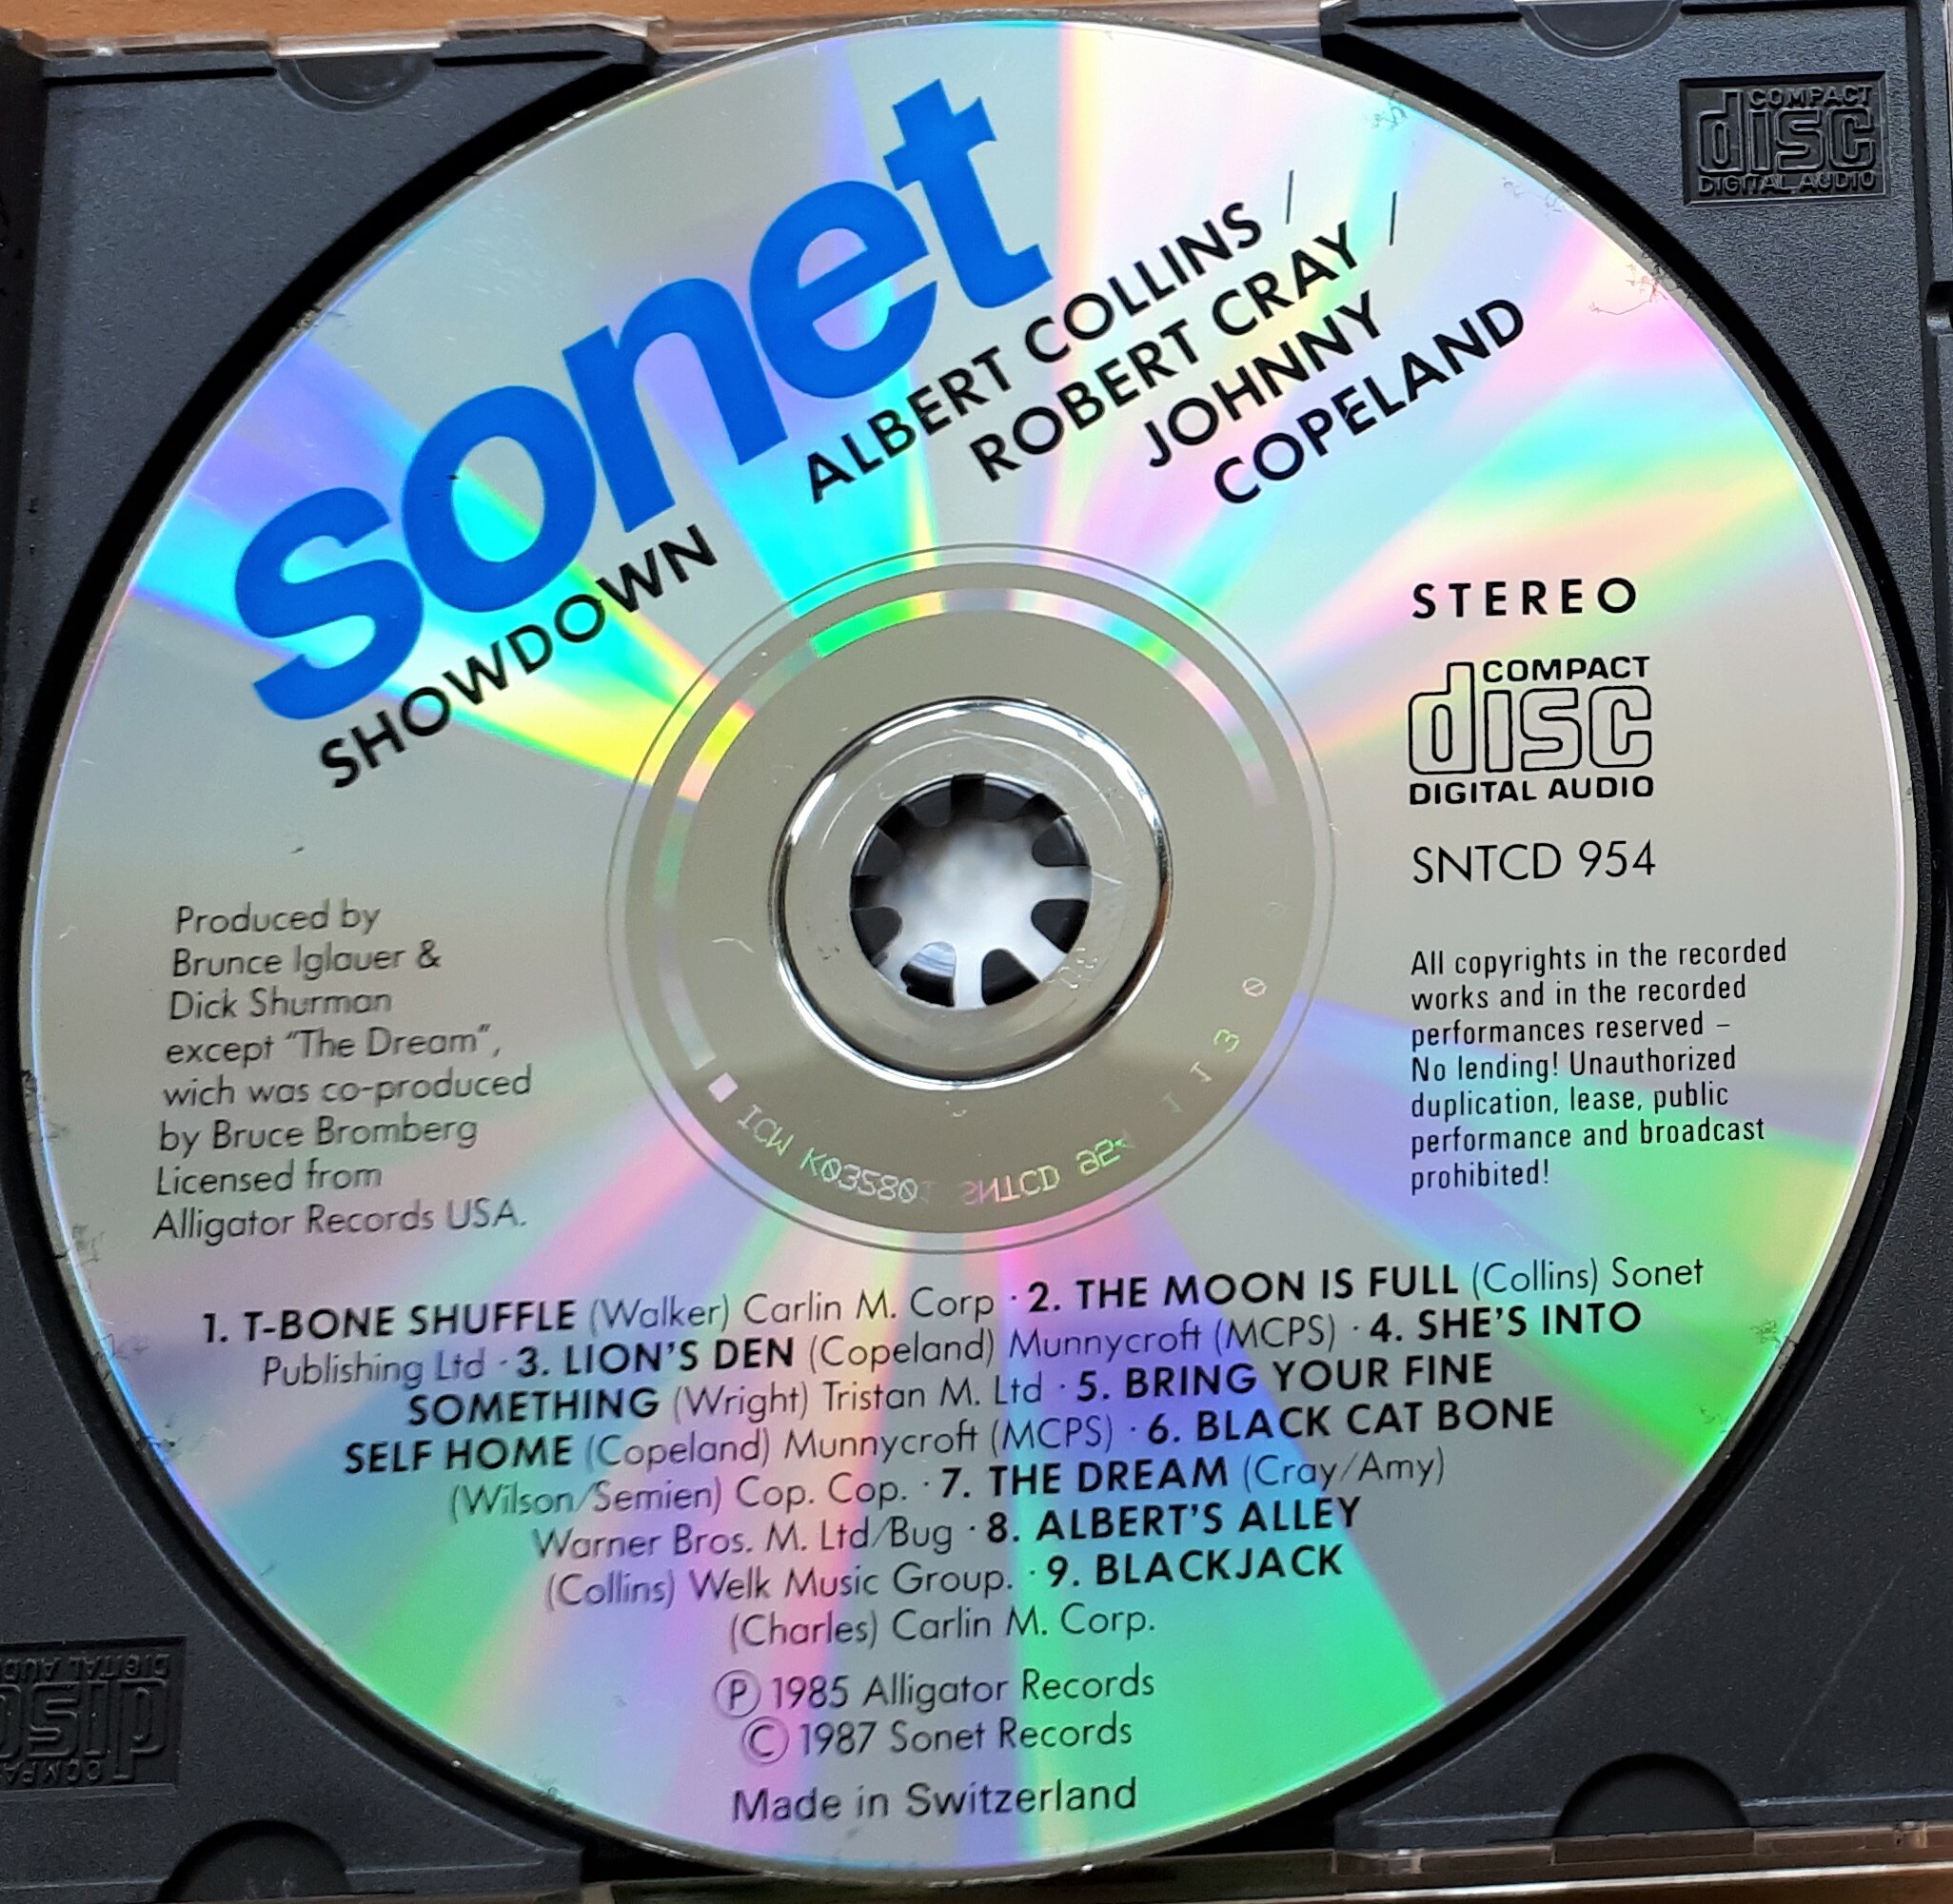 sonet
SHOWDOWN
ALBERT COLLINS /
ROBERT CRAY /
JOHNNY
COPELAND
STEREO
COMPACT
disc
DIGITAL AUDIO
SNTCD 954
Produced by
Brunce Iglauer &
Dick Shurman
except "The Dream",
wich was co-produced
by Bruce Bromberg
Licensed from
Alligator Records USA.
All copyrights in the recorded
works and in the recorded
performances reserved –
No lending! Unauthorized
duplication, lease, public
performance and broadcast
prohibited!
1. T-BONE SHUFFLE (Walker) Carlin M. Corp · 2. THE MOON IS FULL (Collins) Sonet
Publishing Ltd · 3. LION'S DEN (Copeland) Munnycroft (MCPS) · 4. SHE'S INTO
SOMETHING (Wright) Tristan M. Ltd · 5. BRING YOUR FINE
SELF HOME (Copeland) Munnycroft (MCPS) · 6. BLACK CAT BONE
(Wilson/Semien) Cop. Cop. · 7. THE DREAM (Cray/Amy)
Warner Bros. M. Ltd/Bug · 8. ALBERT'S ALLEY
(Collins) Welk Music Group. · 9. BLACKJACK
(Charles) Carlin M. Corp.
Ⓟ 1985 Alligator Records
© 1987 Sonet Records
Made in Switzerland
COMPACT
disc
DIGITAL AUDIO
disc